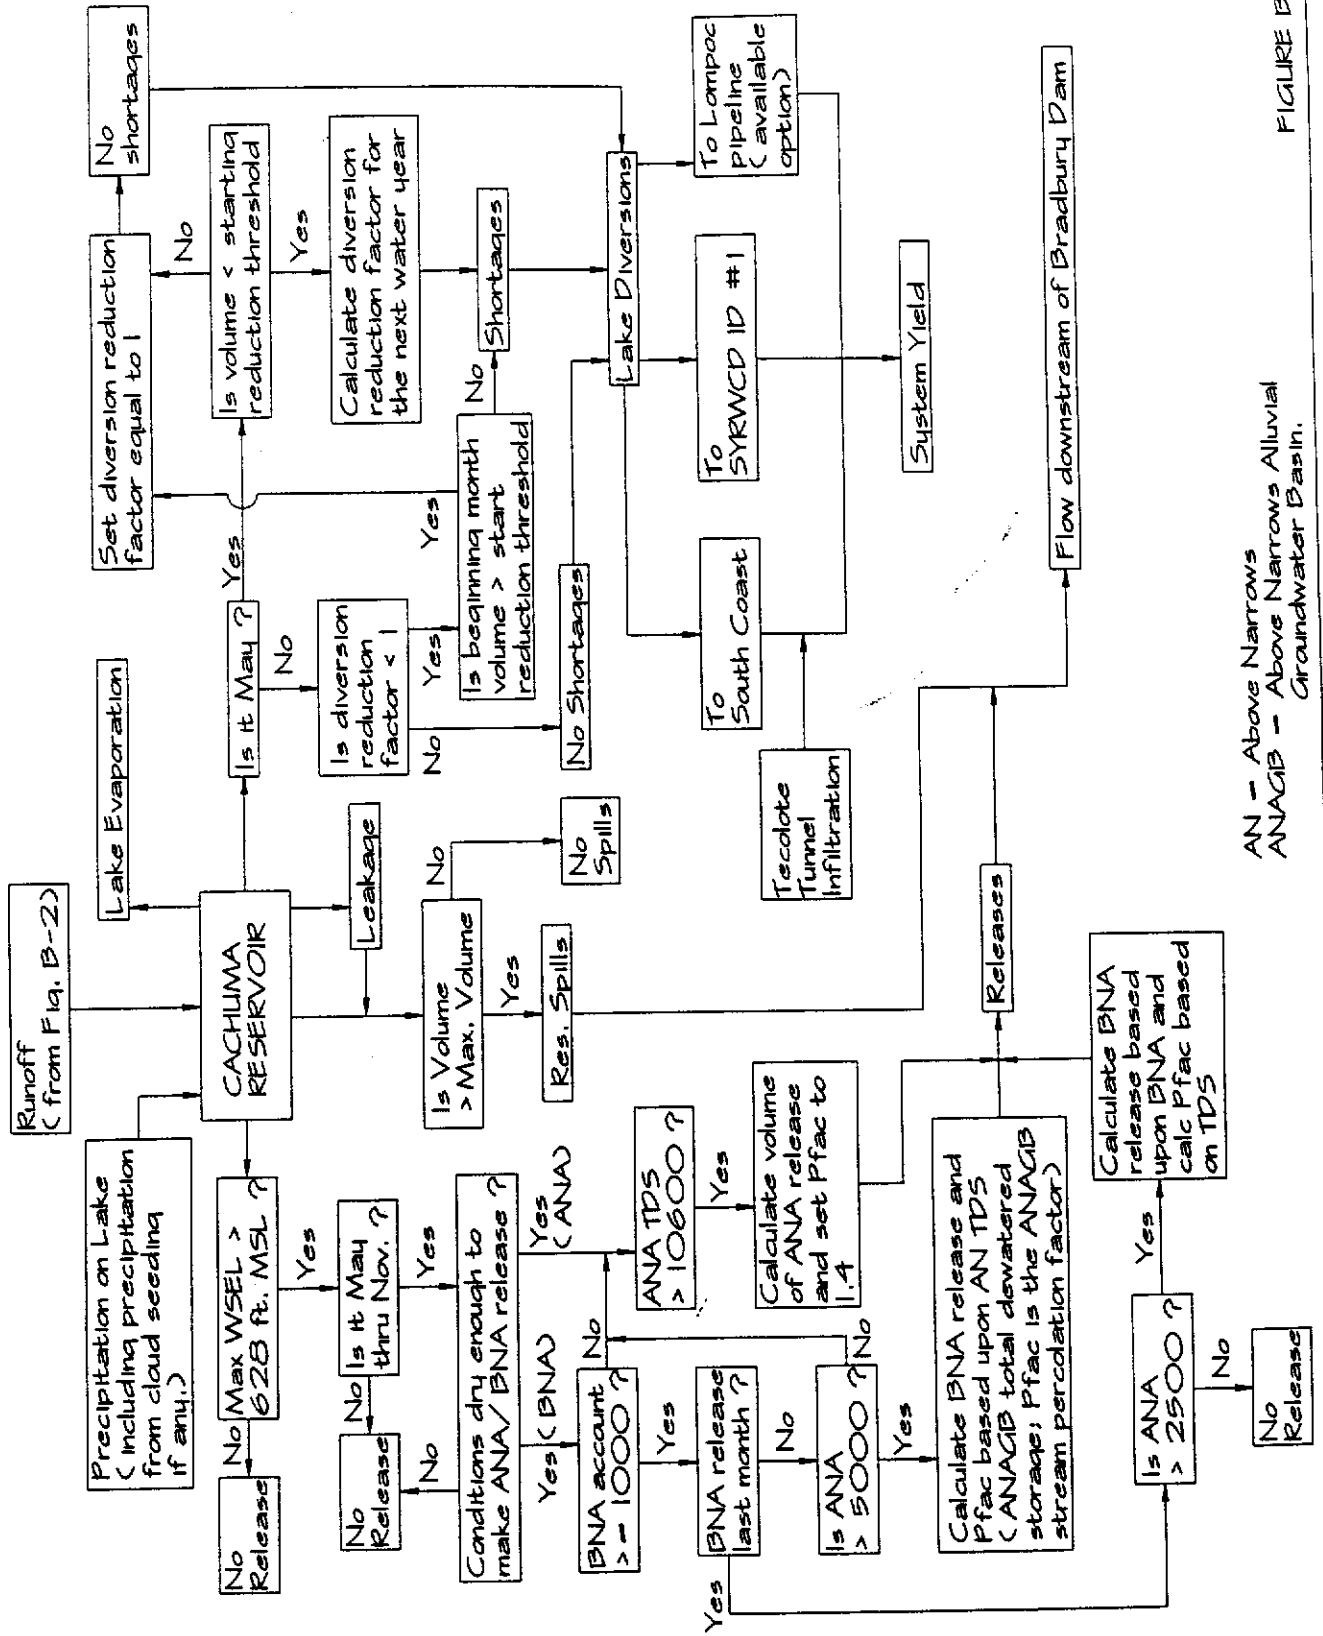 Runoff
(from Fig. B-2)
Precipitation on Lake
(including precipitation
from cloud seeding
if any.)
CACHUMA
RESERVOIR
Lake Evaporation
Leakage
Max WSEL >
628 ft. MSL ?
No
No
Release
Yes
Is it May
thru Nov. ?
No
No
Release
Yes
Conditions dry enough to
make ANA/BNA release ?
No
Yes (BNA)
Yes
(ANA)
BNA account
> - 1000 ?
No
Yes
BNA release
last month ?
Yes
No
Is ANA
> 5000 ?
No
Yes
ANA TDS
> 10600 ?
Yes
Calculate volume
of ANA release
and set Pfac to
1.4
Calculate BNA release and
Pfac based upon AN TDS
(ANAGB total dewatered
storage; Pfac is the ANAGB
stream percolation factor)
Is ANA
> 2500 ?
Yes
No
No
Release
Calculate BNA
release based
upon BNA and
calc Pfac based
on TDS
Releases
Is Volume
> Max. Volume
No
No
Spills
Yes
Res. Spills
Is it May ?
Yes
No
Is diversion
reduction
factor < 1
Yes
No
Is beginning month
volume > start
reduction threshold
Yes
No
No Shortages
Shortages
Is volume < starting
reduction threshold
No
Yes
Set diversion reduction
factor equal to 1
No
shortages
Calculate diversion
reduction factor for
the next water year
Lake Diversions
To
South Coast
To
SYRWCD ID #1
To Lompoc
pipeline
(available
option)
Tecolote
Tunnel
Infiltration
System Yield
Flow downstream of Bradbury Dam
AN - Above Narrows
ANAGB - Above Narrows Alluvial
Groundwater Basin.
FIGURE B